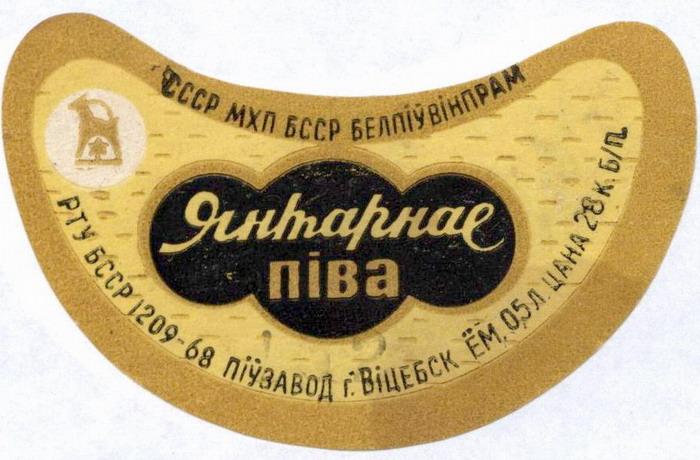 СССР МХП БССР БЕЛПІЎВІНПРАМ
Янтарнае
піва
РТУ БССР 1209-68 ПІЎЗАВОД г. ВІЦЕБСК ЁМ. 0,5 Л. ЦАНА 28 К. Б/П.